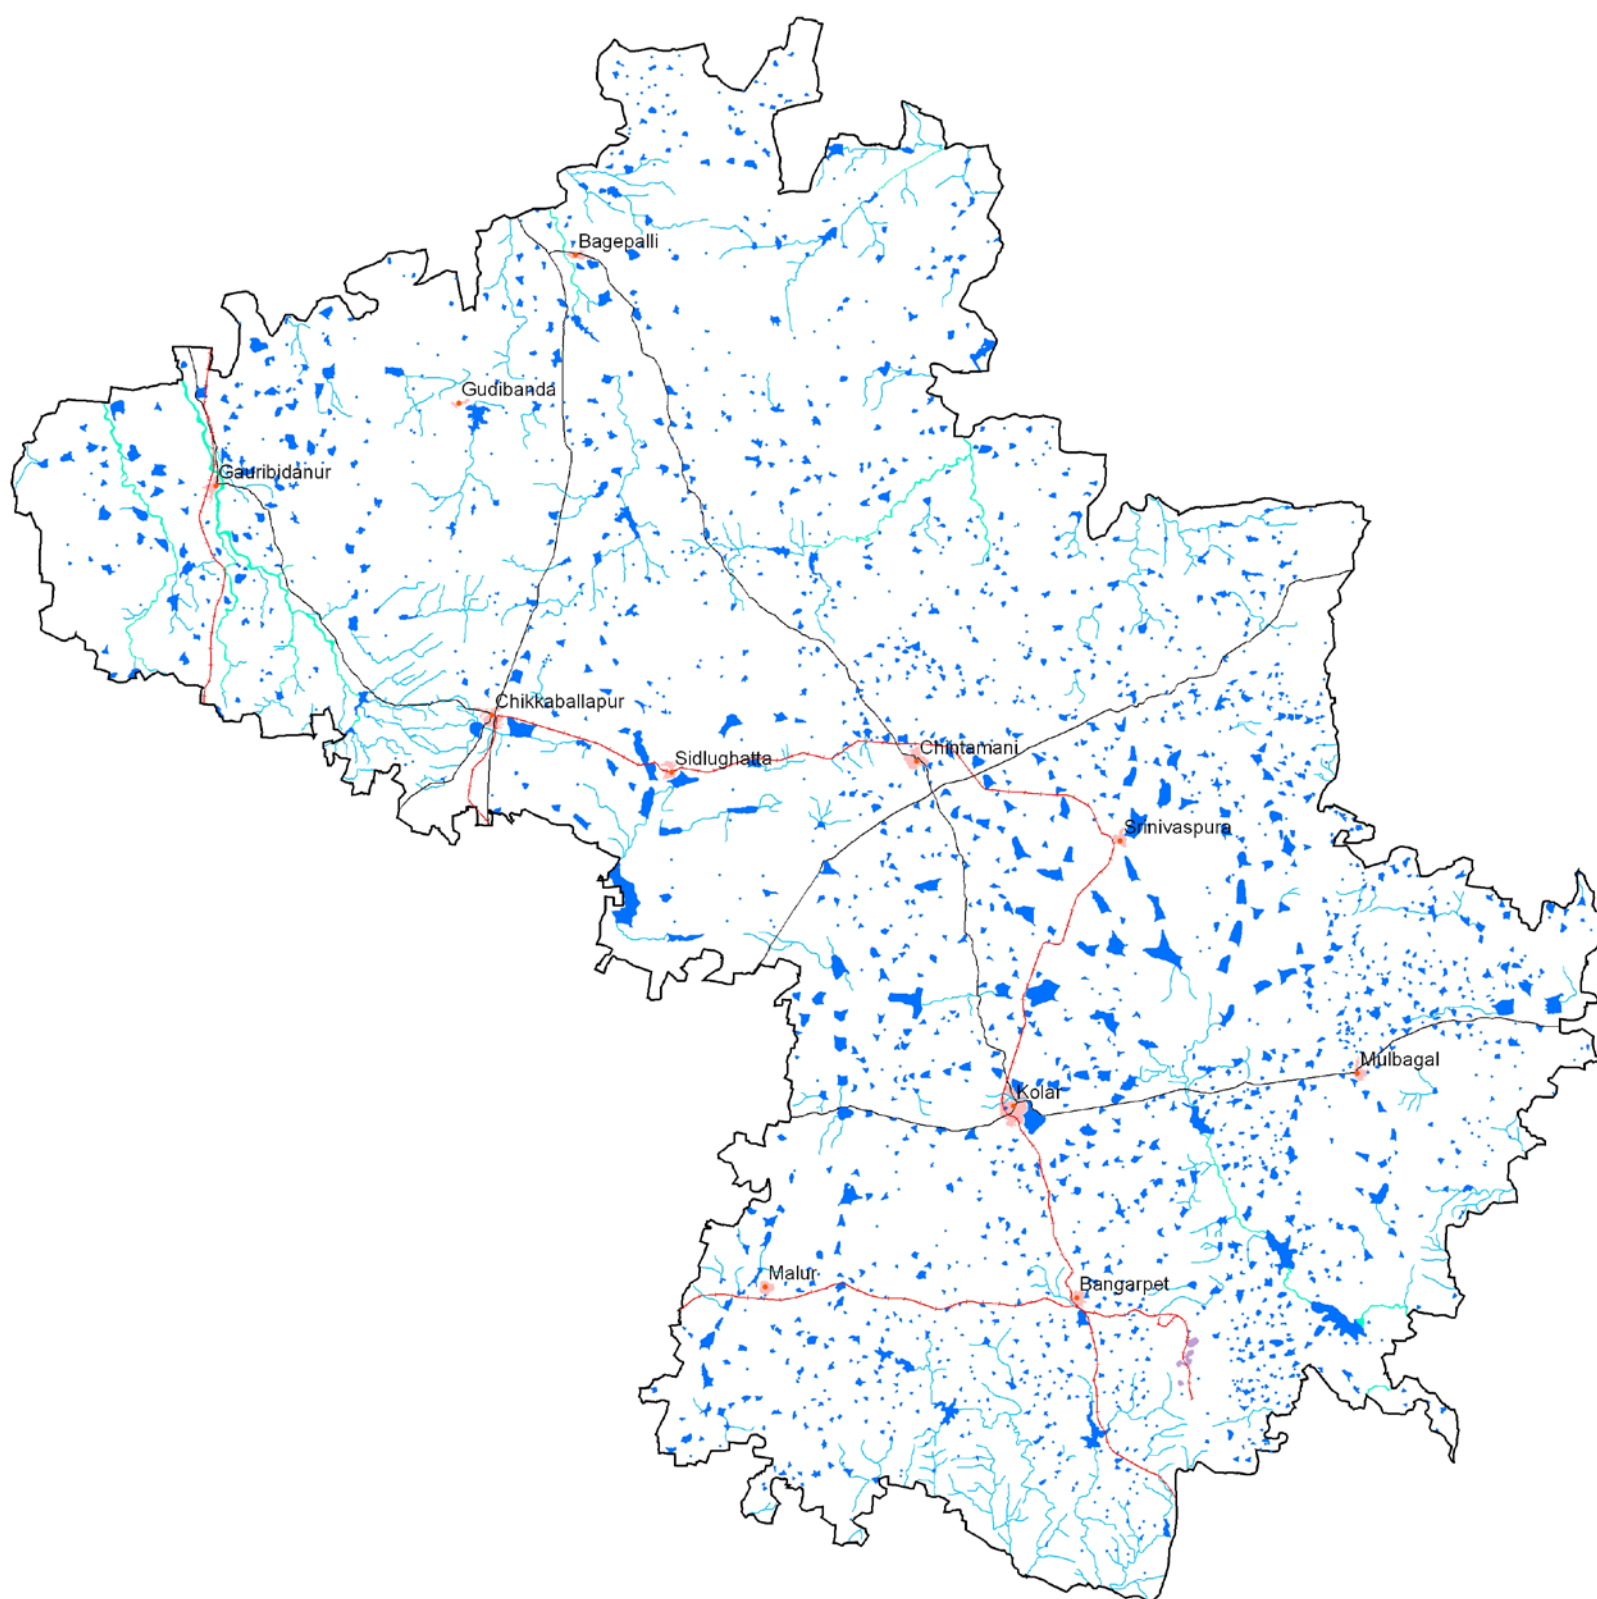 Bagepalli
Gudibanda
Gauribidanur
Chikkaballapur
Sidlughatta
Chintamani
Srinivaspura
Mulbagal
Kolar
Malur
Bangarpet